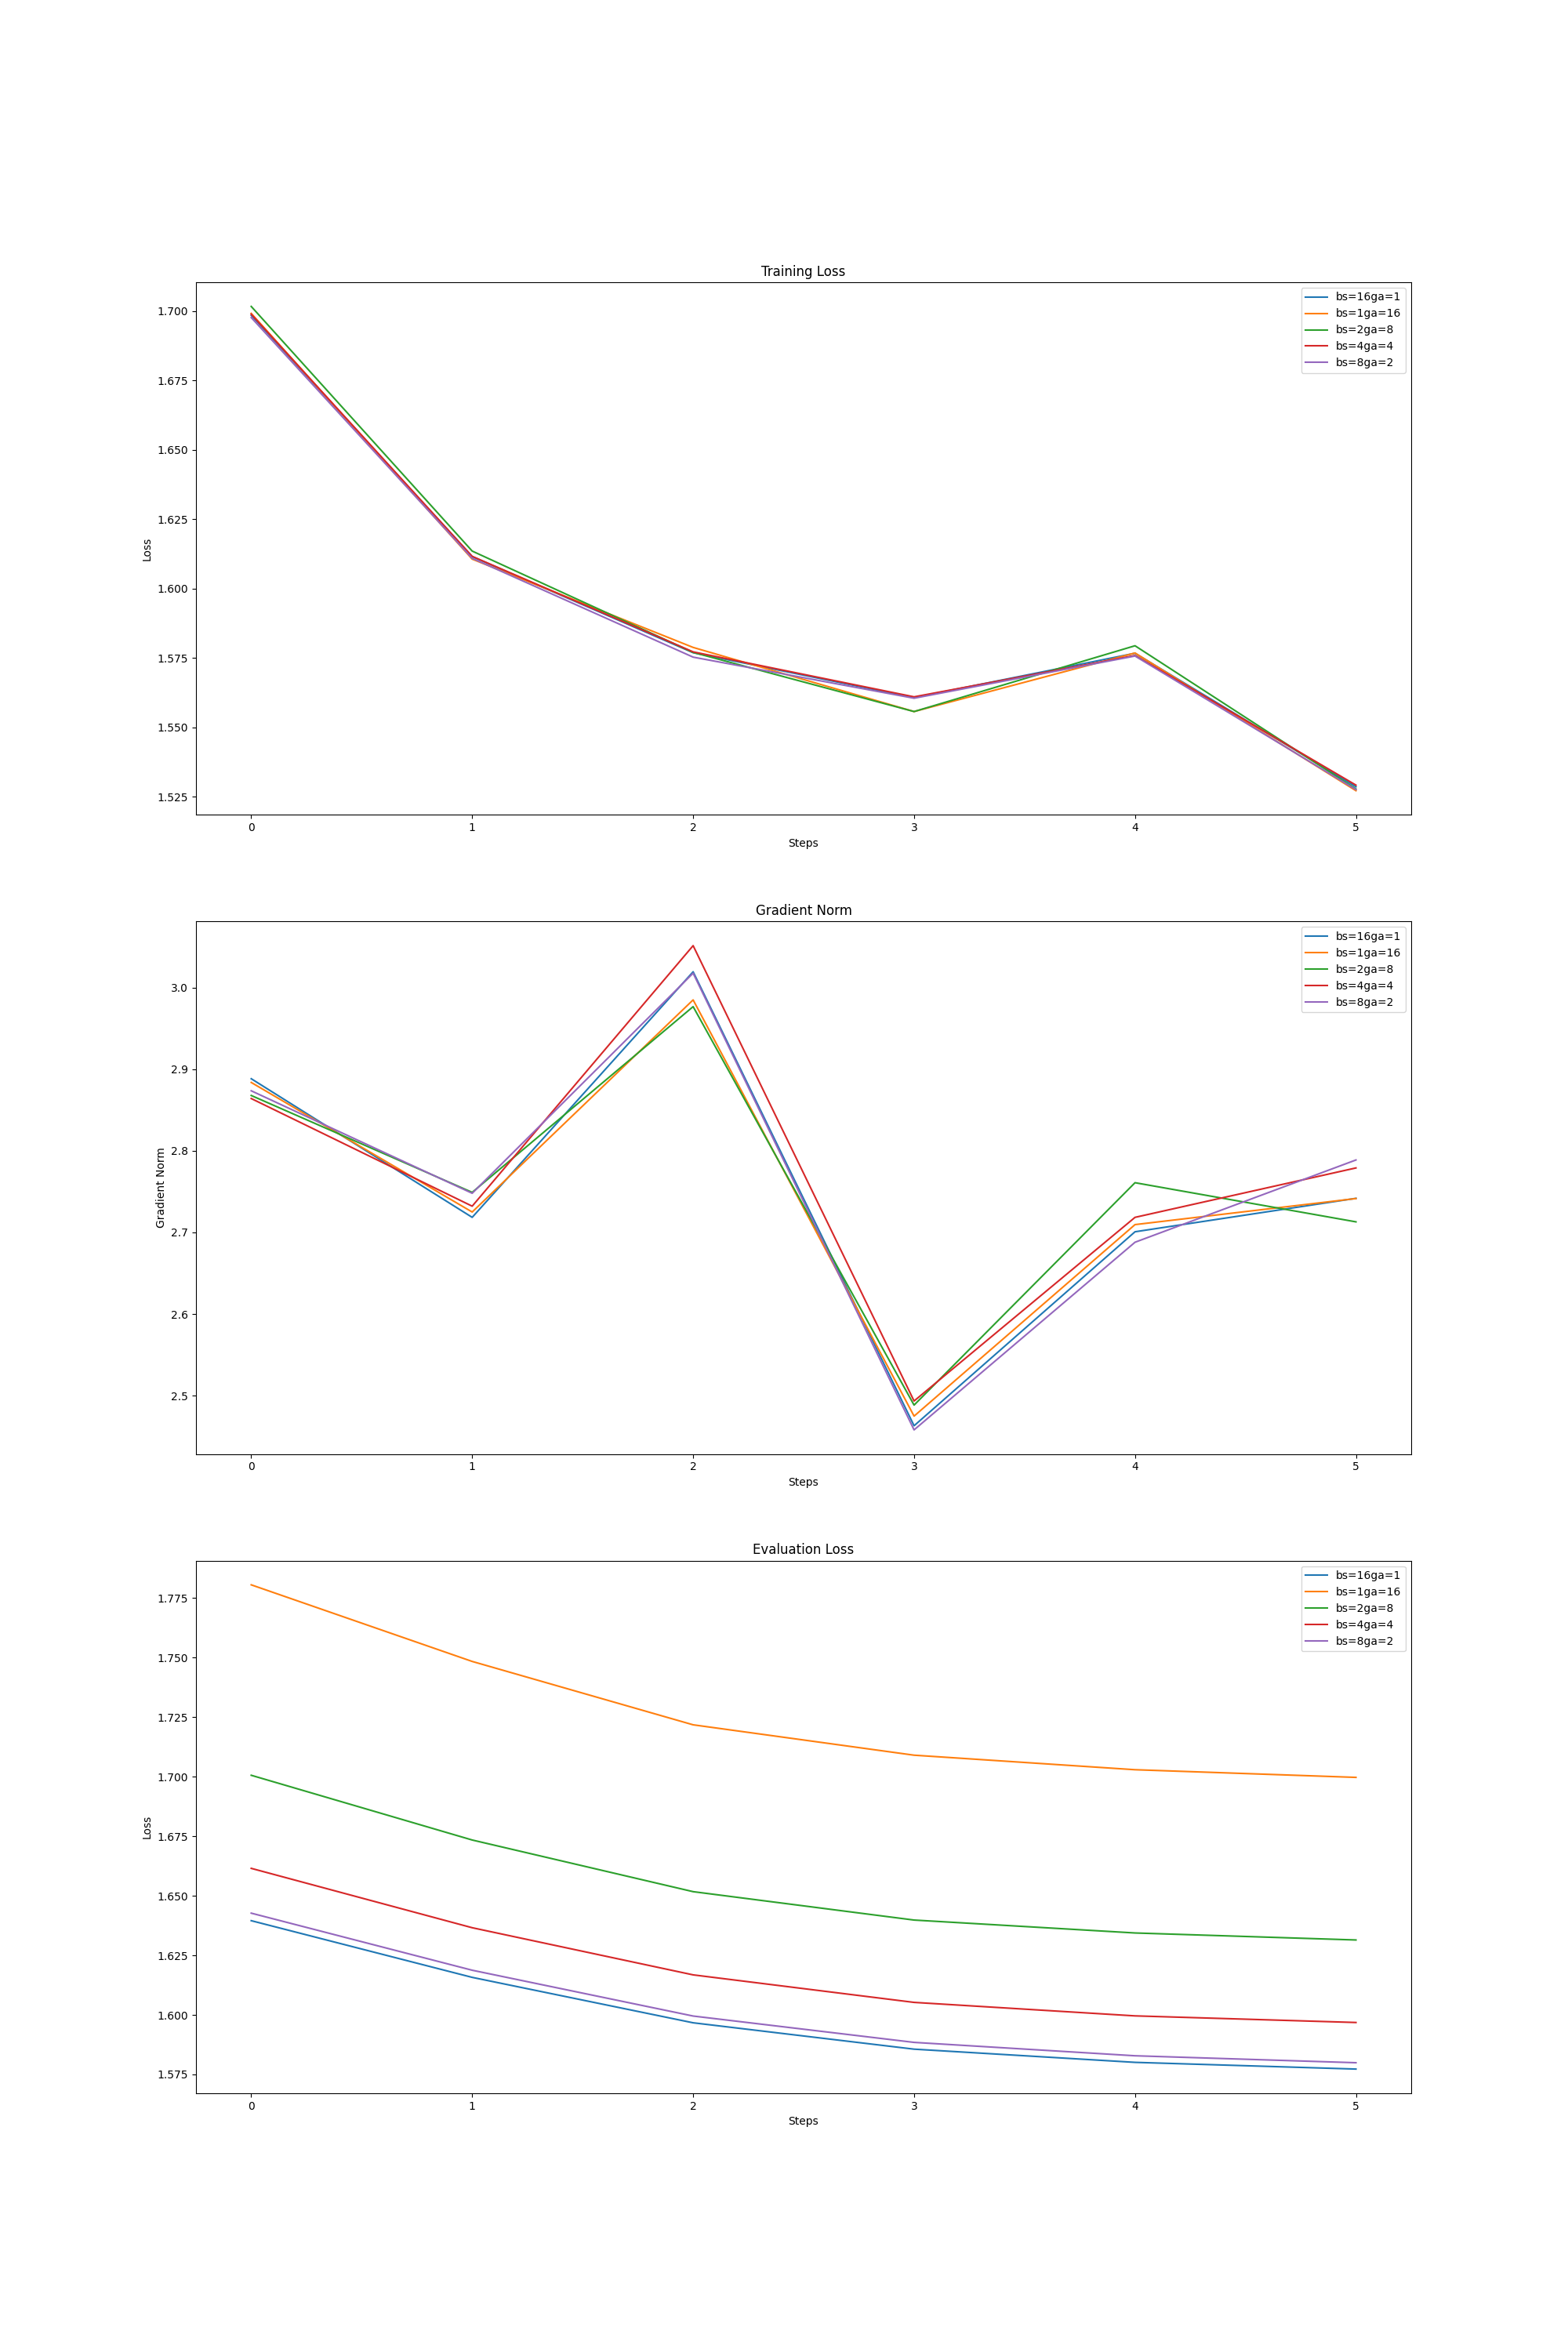 Training Loss
1.700
1.675
1.650
1.625
1.600
1.575
1.550
1.525
Loss
bs=16ga=1
bs=1ga=16
bs=2ga=8
bs=4ga=4
bs=8ga=2
0 1 2 3 4 5
Steps
Gradient Norm
3.0
2.9
2.8
2.7
2.6
2.5
Gradient Norm
bs=16ga=1
bs=1ga=16
bs=2ga=8
bs=4ga=4
bs=8ga=2
0 1 2 3 4 5
Steps
Evaluation Loss
1.775
1.750
1.725
1.700
1.675
1.650
1.625
1.600
1.575
Loss
bs=16ga=1
bs=1ga=16
bs=2ga=8
bs=4ga=4
bs=8ga=2
0 1 2 3 4 5
Steps